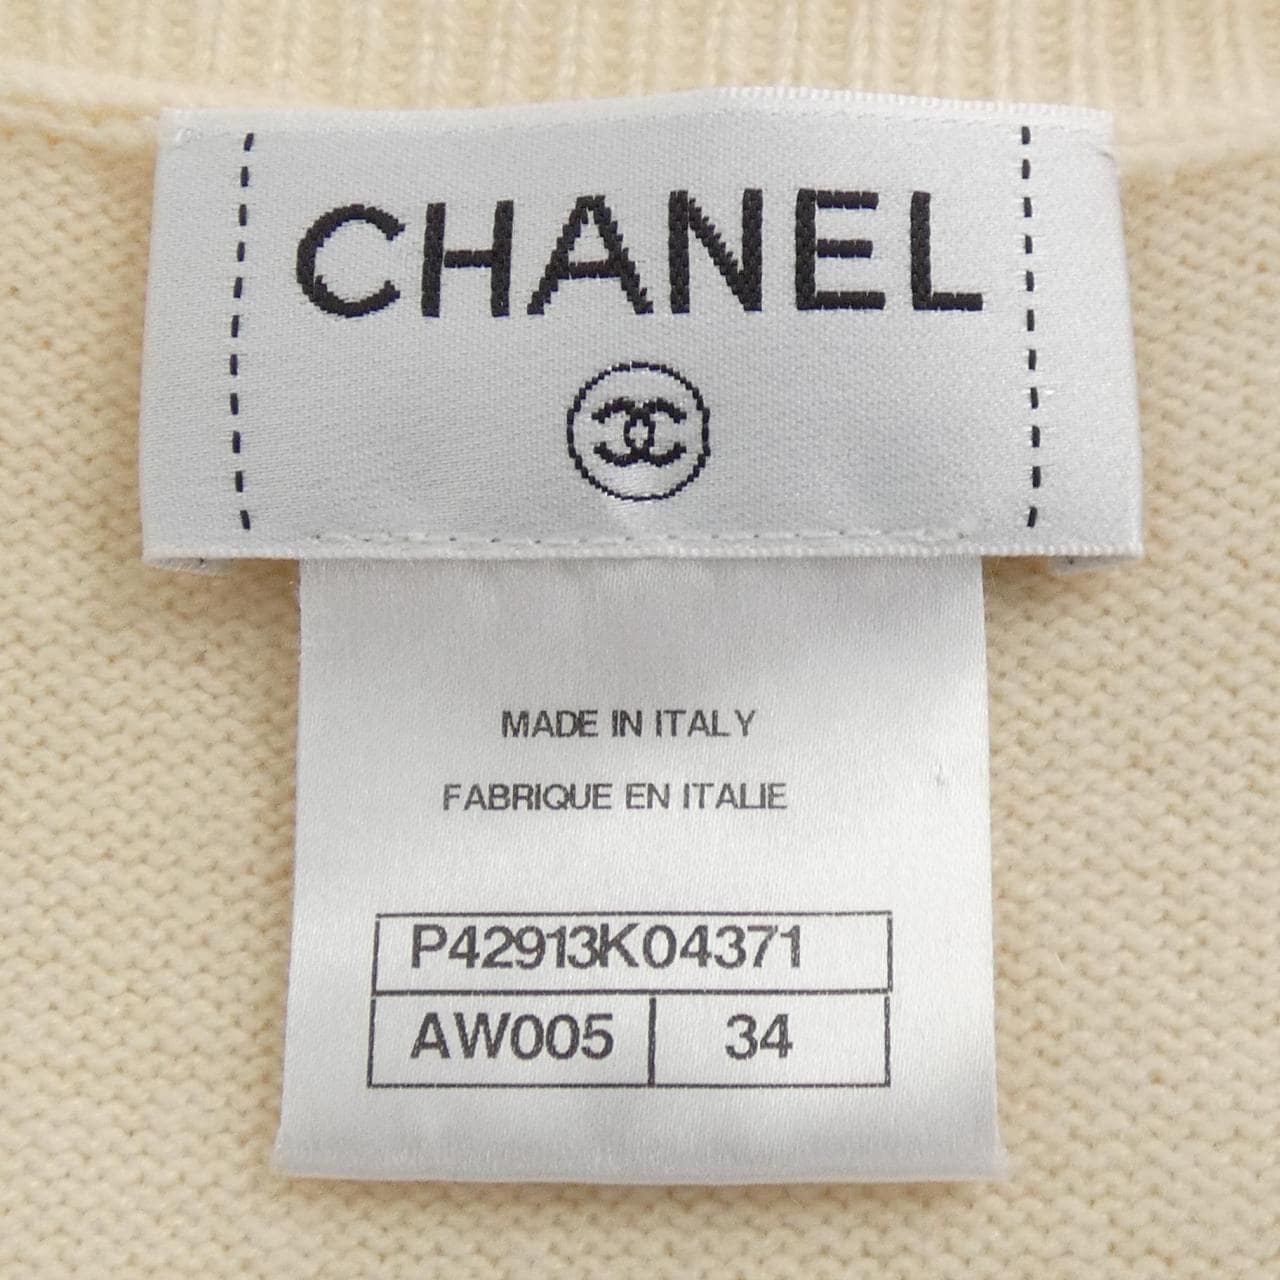 CHANEL
MADE IN ITALY
FABRIQUE EN ITALIE
P42913K04371
AW005 34